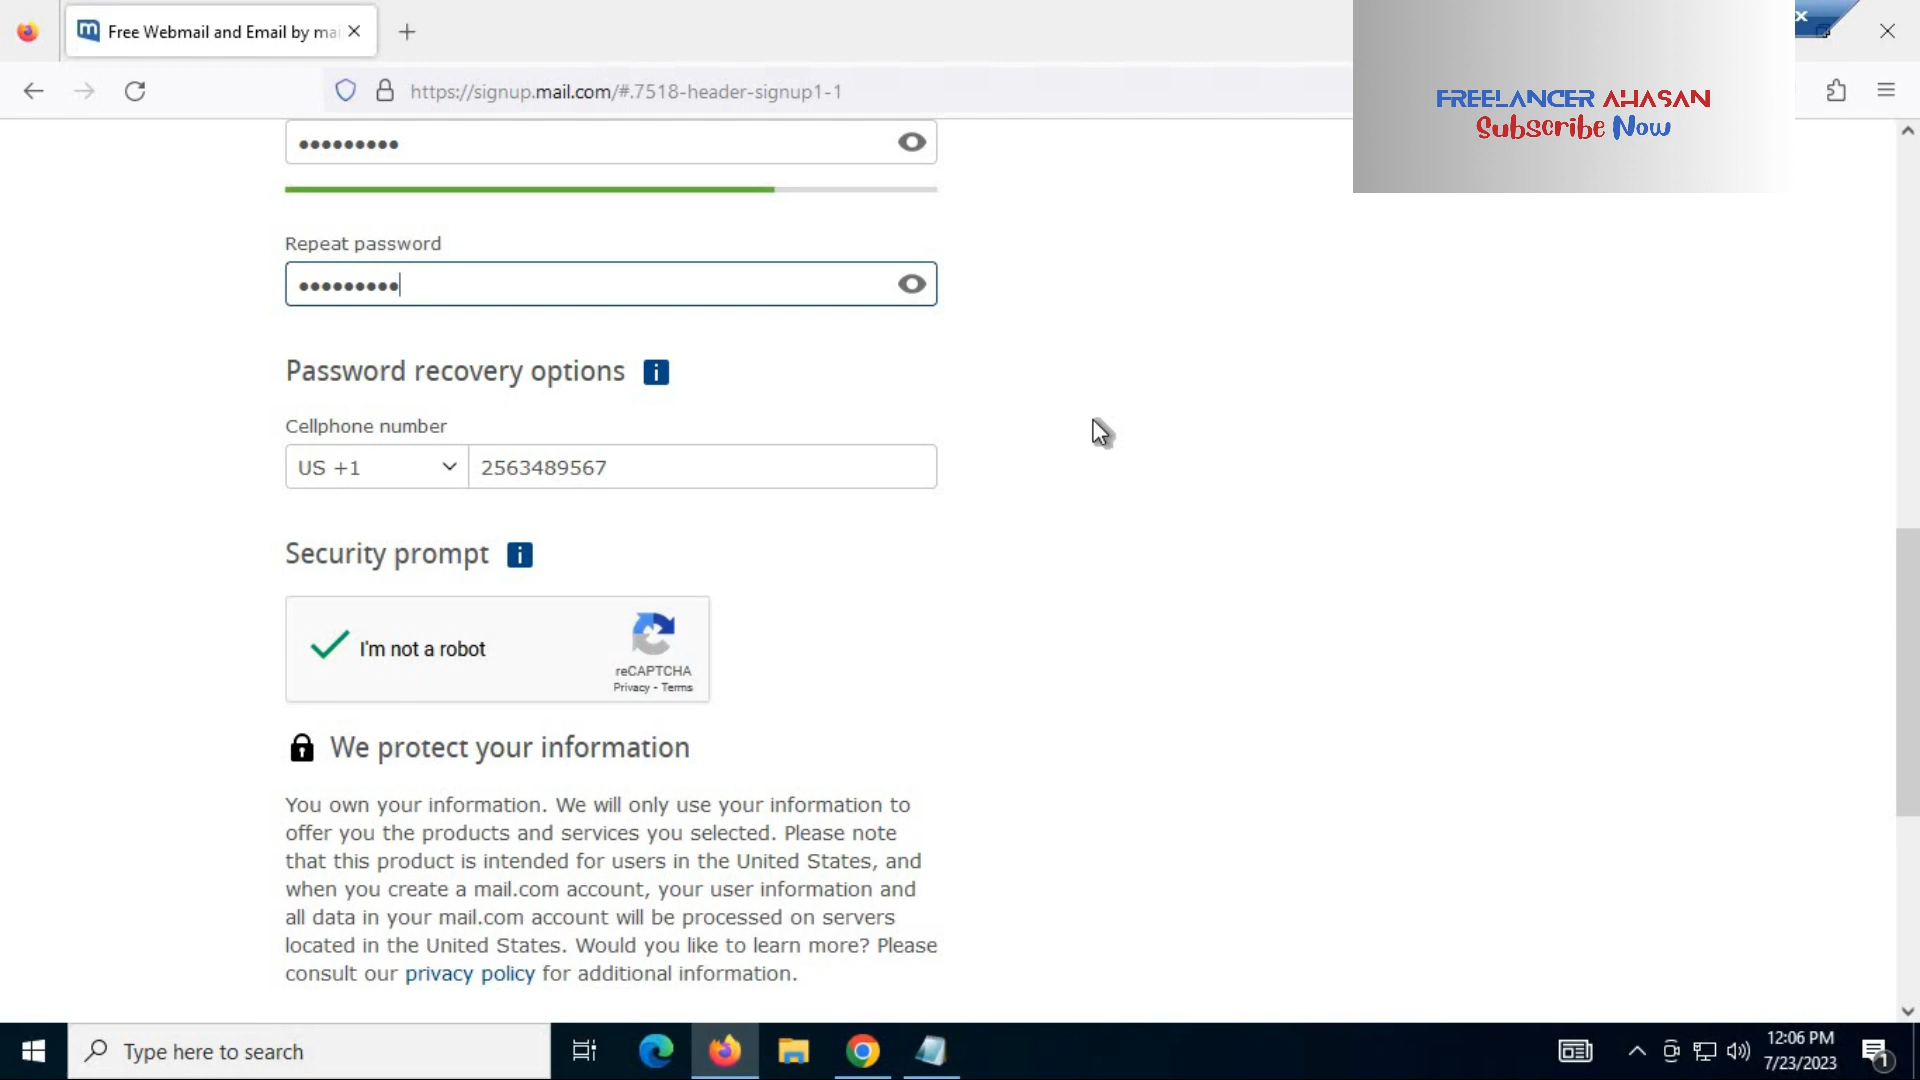 Free Webmail and Email by mai
https://signup.mail.com/#.7518-header-signup1-1
FREELANCER AHASAN
Subscribe Now
•••••••••
Repeat password
•••••••••
Password recovery options i
Cellphone number
US +1 2563489567
Security prompt i
I'm not a robot
reCAPTCHA
Privacy - Terms
We protect your information
You own your information. We will only use your information to
offer you the products and services you selected. Please note
that this product is intended for users in the United States, and
when you create a mail.com account, your user information and
all data in your mail.com account will be processed on servers
located in the United States. Would you like to learn more? Please
consult our privacy policy for additional information.
Type here to search
12:06 PM
7/23/2023
1